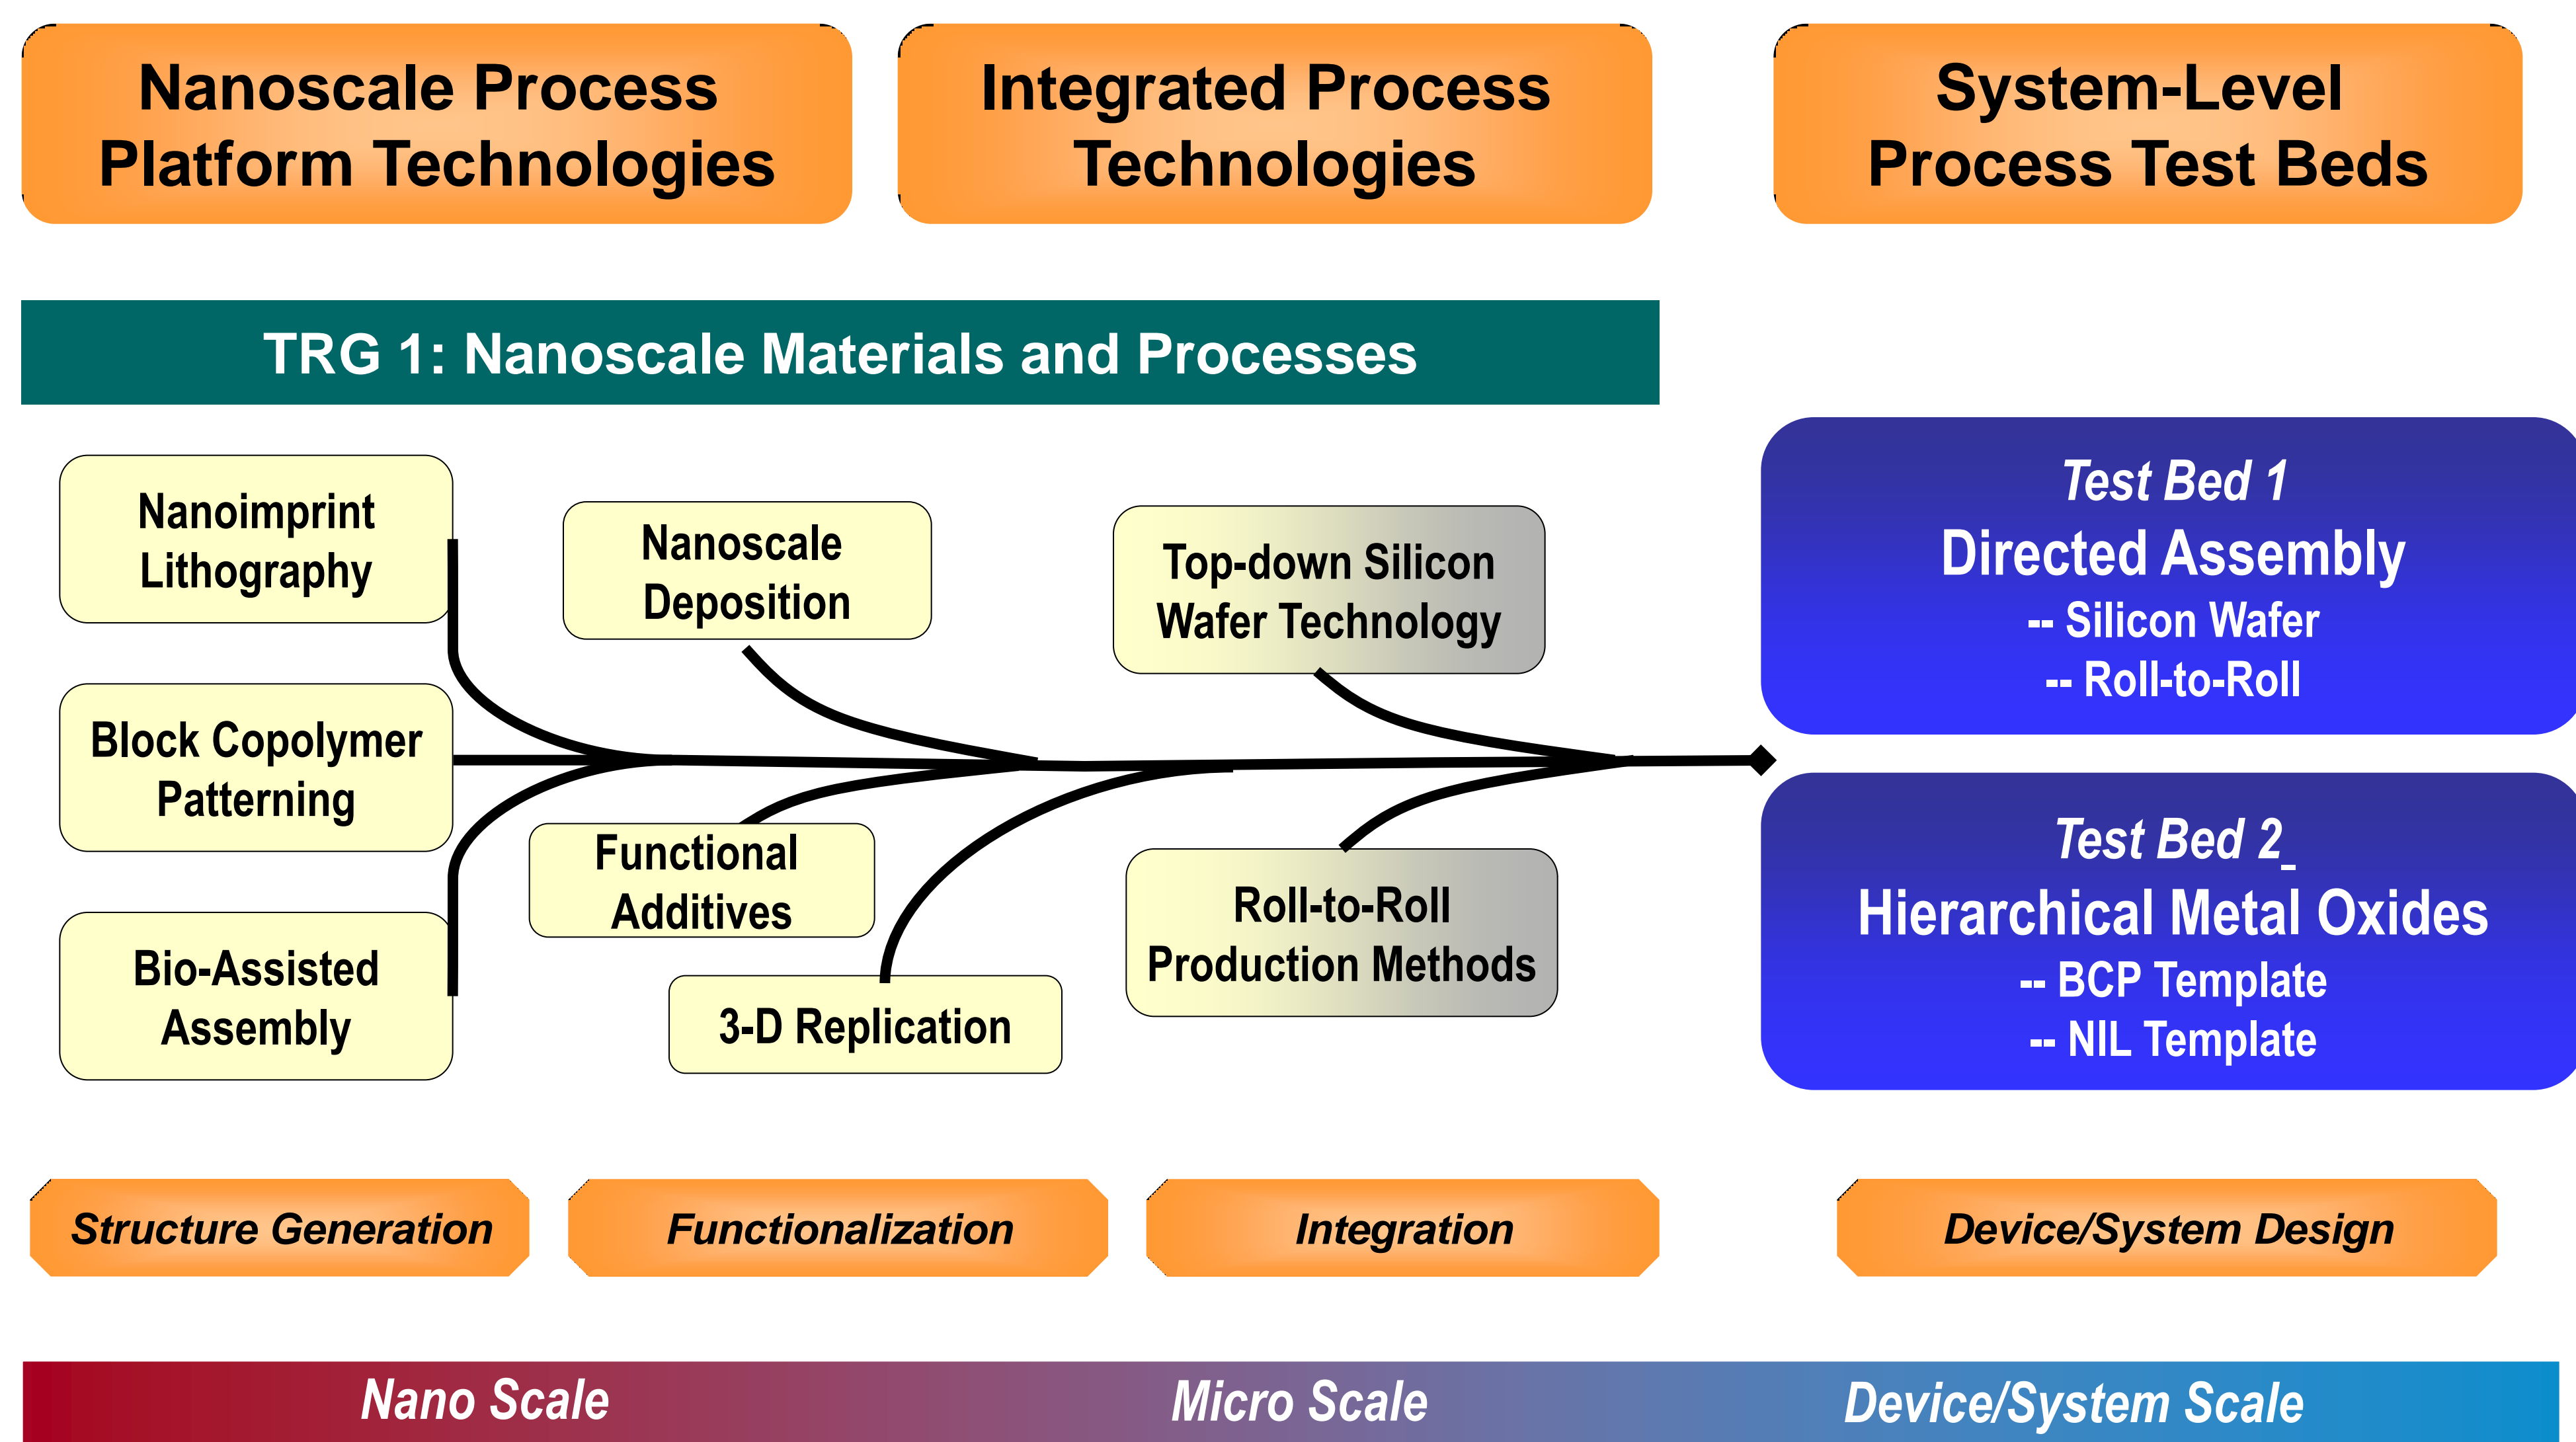 Nanoscale Process
Platform Technologies
Integrated Process
Technologies
System-Level
Process Test Beds
TRG 1: Nanoscale Materials and Processes
Nanoimprint
Lithography
Block Copolymer
Patterning
Bio-Assisted
Assembly
Nanoscale
Deposition
Functional
Additives
3-D Replication
Top-down Silicon
Wafer Technology
Roll-to-Roll
Production Methods
Test Bed 1
Directed Assembly
-- Silicon Wafer
-- Roll-to-Roll
Test Bed 2
Hierarchical Metal Oxides
-- BCP Template
-- NIL Template
Structure Generation
Functionalization
Integration
Device/System Design
Nano Scale
Micro Scale
Device/System Scale